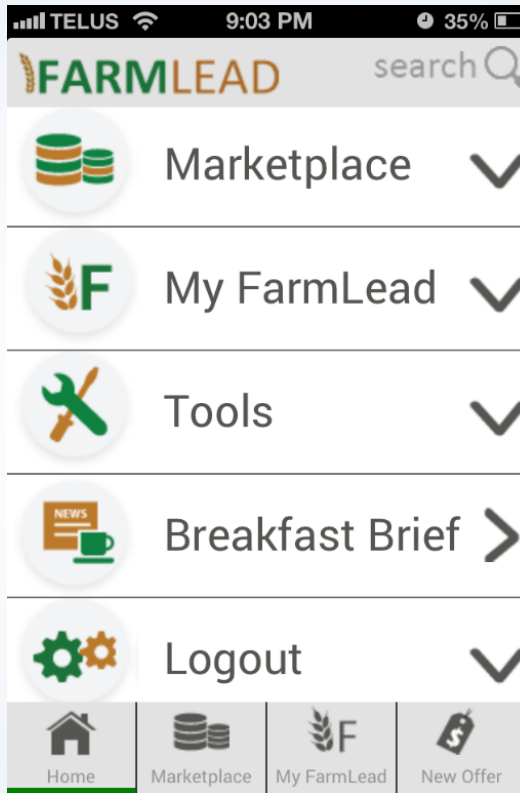 TELUS 9:03 PM 35%
FARMLEAD search
Marketplace
F My FarmLead
Tools
NEWS Breakfast Brief
Logout
F
$
Home Marketplace My FarmLead New Offer